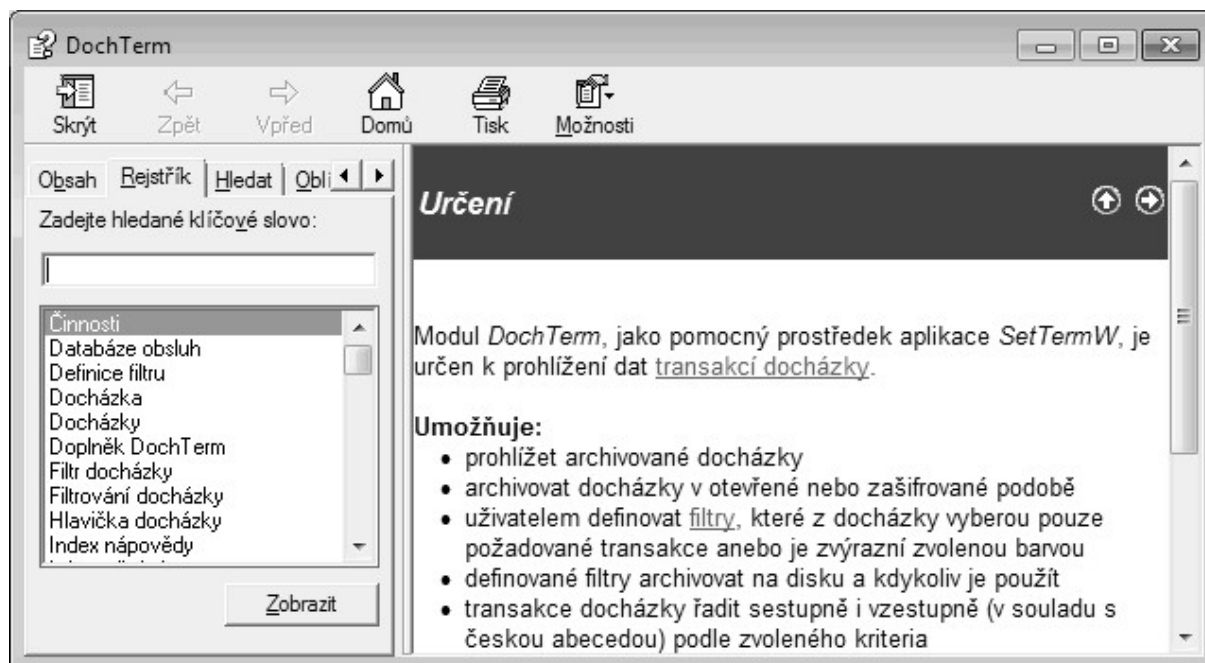 DochTerm
Skrýt Zpět Vpřed Domů Tisk Možnosti
Obsah Rejstřík Hledat Obli
Zadejte hledané klíčové slovo:
Činnosti
Databáze obsluh
Definice filtru
Docházka
Docházky
Doplněk DochTerm
Filtr docházky
Filtrování docházky
Hlavička docházky
Index nápovědy
Zobrazit
Určení
Modul DochTerm, jako pomocný prostředek aplikace SetTermW, je
určen k prohlížení dat transakcí docházky.
Umožňuje:
• prohlížet archivované docházky
• archivovat docházky v otevřené nebo zašifrované podobě
• uživatelem definovat filtry, které z docházky vyberou pouze
požadované transakce anebo je zvýrazní zvolenou barvou
• definované filtry archivovat na disku a kdykoliv je použít
• transakce docházky řadit sestupně i vzestupně (v souladu s
českou abecedou) podle zvoleného kriteria